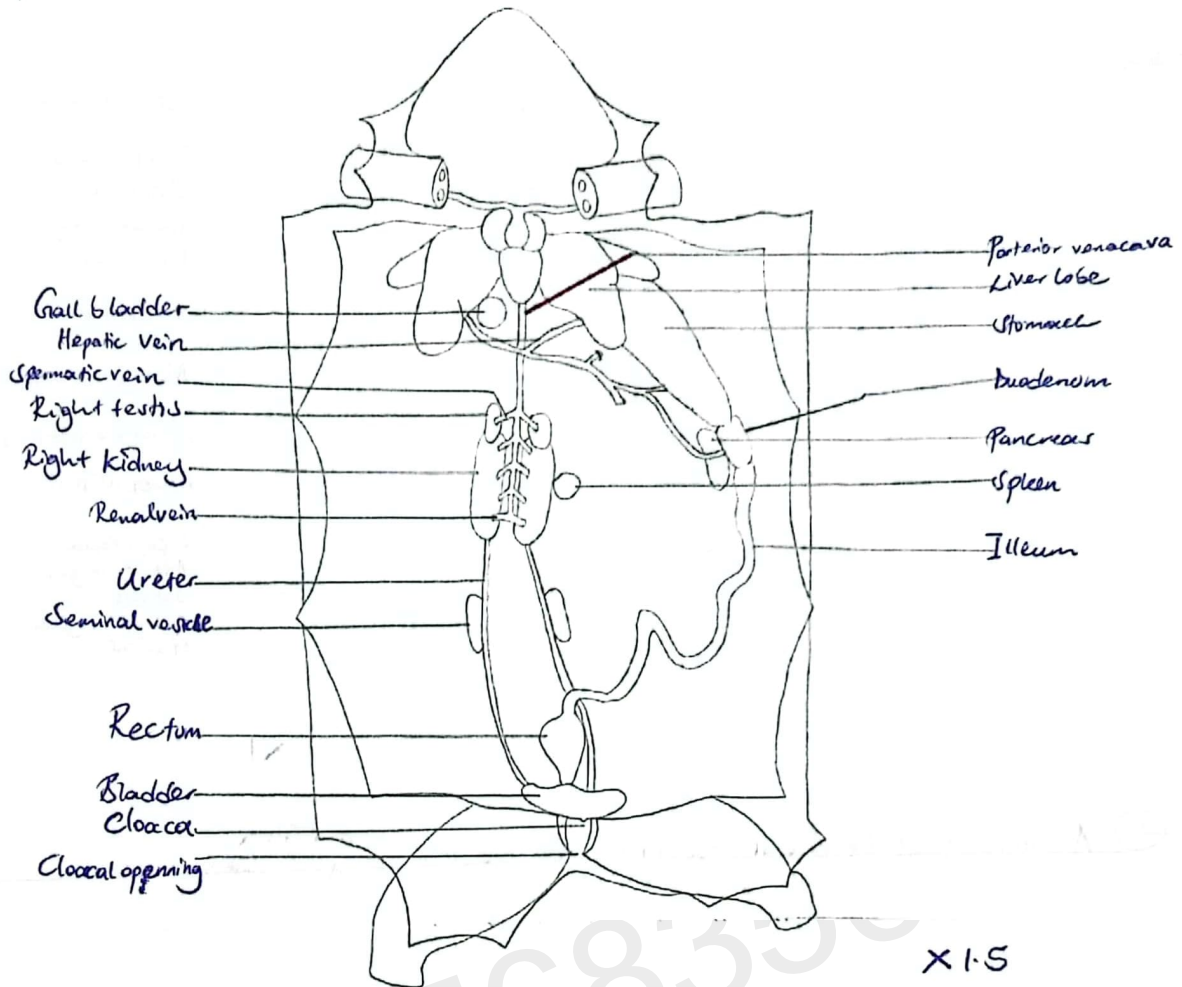 Gall bladder
Hepatic vein
Spermatic vein
Right testis
Right Kidney
Renal vein
Ureter
Seminal vesicle
Rectum
Bladder
Cloaca
Cloacal openning
Posterior venacava
Liver lobe
Stomach
Duodenum
Pancreas
Spleen
Illeum
X1.5